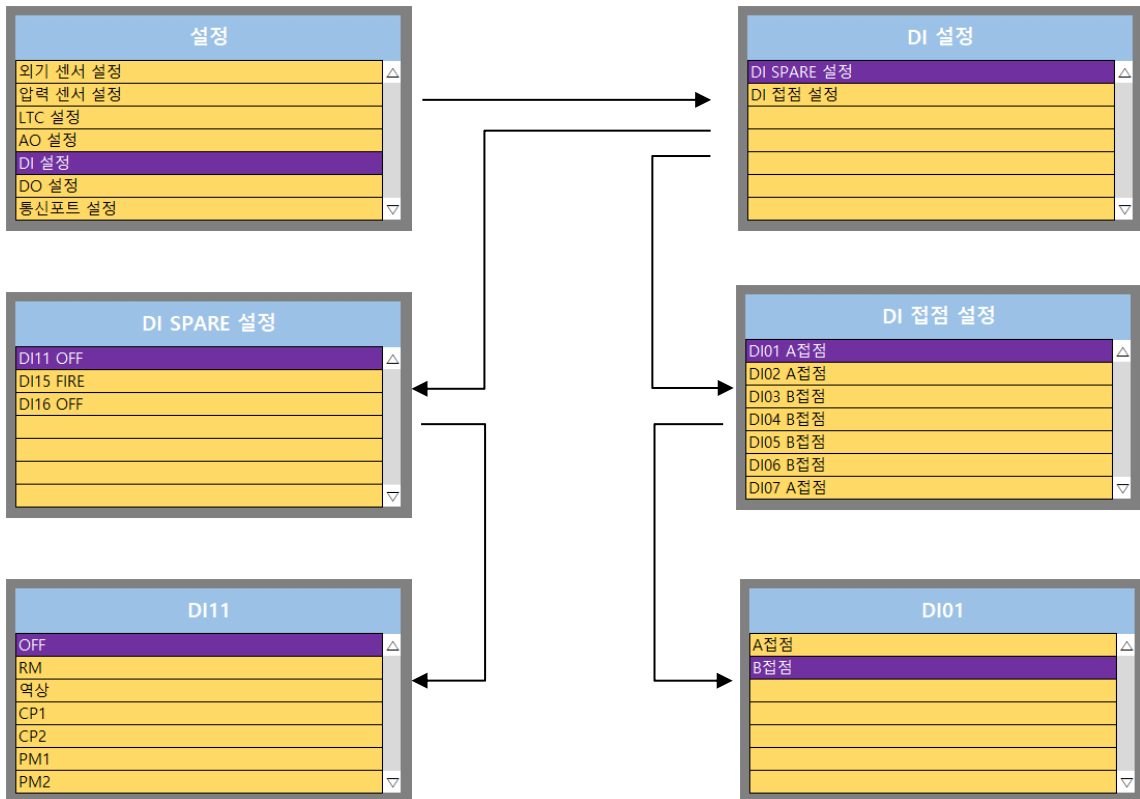 설정
외기 센서 설정
압력 센서 설정
LTC 설정
AO 설정
DI 설정
DO 설정
통신포트 설정
DI 설정
DI SPARE 설정
DI 접점 설정
DI SPARE 설정
DI11 OFF
DI15 FIRE
DI16 OFF
DI 접점 설정
DI01 A접점
DI02 A접점
DI03 B접점
DI04 B접점
DI05 B접점
DI06 B접점
DI07 A접점
DI11
OFF
RM
역상
CP1
CP2
PM1
PM2
DI01
A접점
B접점